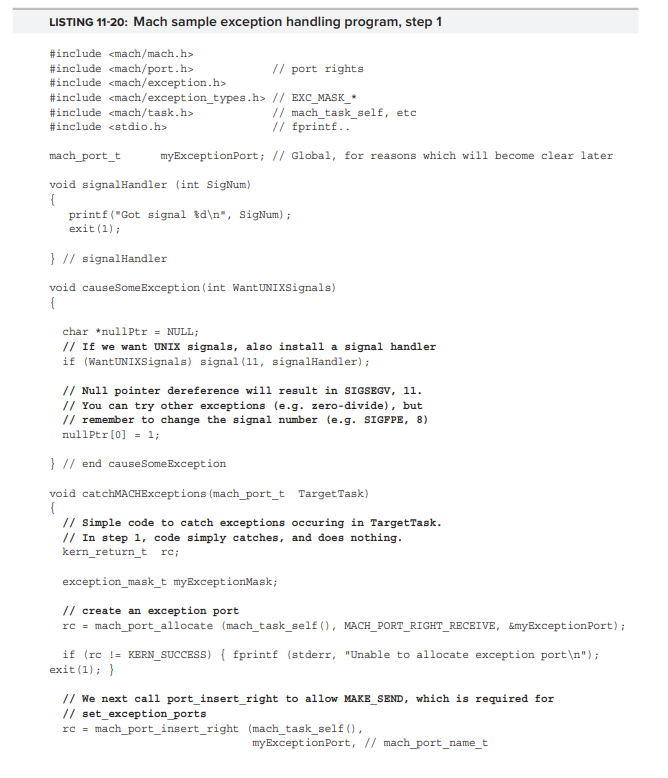 LISTING 11-20: Mach sample exception handling program, step 1
#include <mach/mach.h>
#include <mach/port.h> // port rights
#include <mach/exception.h>
#include <mach/exception_types.h> // EXC_MASK_*
#include <mach/task.h> // mach_task_self, etc
#include <stdio.h> // fprintf..
mach_port_t myExceptionPort; // Global, for reasons which will become clear later
void signalHandler (int SigNum)
{
printf("Got signal %d\n", SigNum);
exit(1);
} // signalHandler
void causeSomeException(int WantUNIXSignals)
{
char *nullPtr = NULL;
// If we want UNIX signals, also install a signal handler
if (WantUNIXSignals) signal(11, signalHandler);
// Null pointer dereference will result in SIGSEGV, 11.
// You can try other exceptions (e.g. zero-divide), but
// remember to change the signal number (e.g. SIGFPE, 8)
nullPtr[0] = 1;
} // end causeSomeException
void catchMACHExceptions(mach_port_t TargetTask)
{
// Simple code to catch exceptions occuring in TargetTask.
// In step 1, code simply catches, and does nothing.
kern_return_t rc;
exception_mask_t myExceptionMask;
// create an exception port
rc = mach_port_allocate (mach_task_self(), MACH_PORT_RIGHT_RECEIVE, &myExceptionPort);
if (rc != KERN_SUCCESS) { fprintf (stderr, "Unable to allocate exception port\n");
exit(1); }
// We next call port_insert_right to allow MAKE_SEND, which is required for
// set_exception_ports
rc = mach_port_insert_right (mach_task_self(),
myExceptionPort, // mach_port_name_t